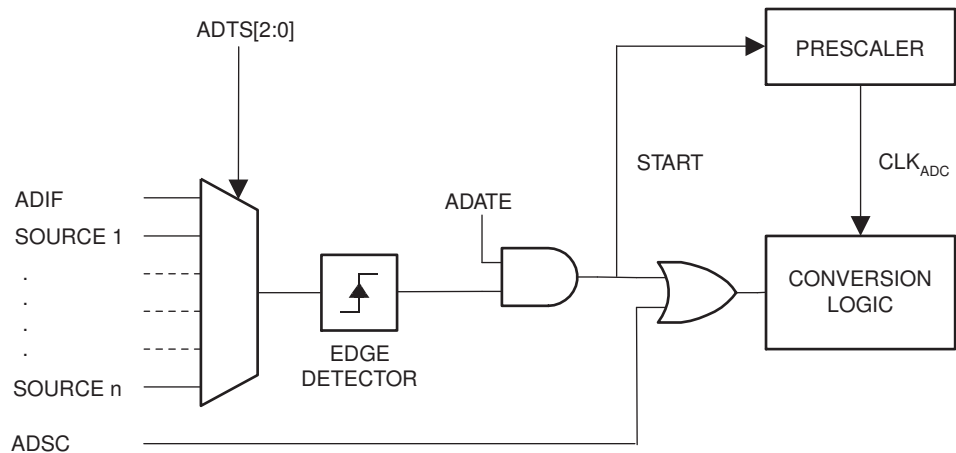 ADTS[2:0]
PRESCALER
START
CLKADC
ADIF
ADATE
SOURCE 1
.
.
.
.
CONVERSION
LOGIC
EDGE
DETECTOR
SOURCE n
ADSC